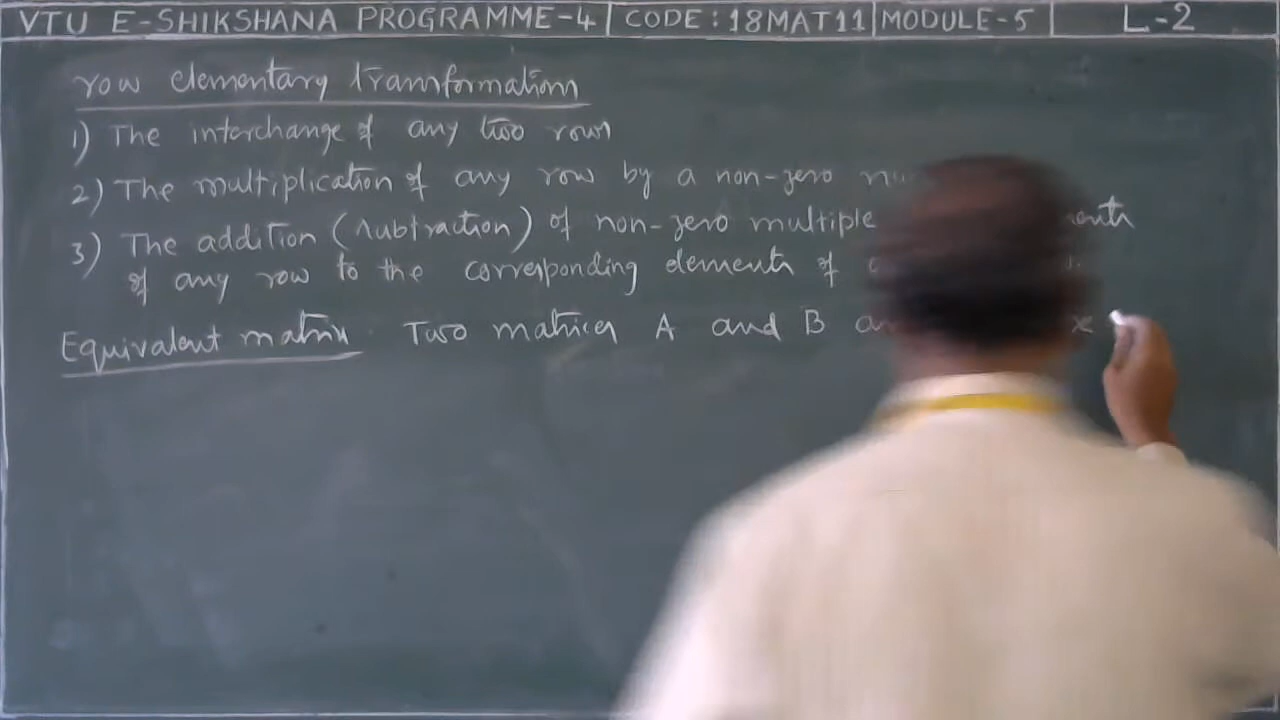 VTU E-SHIKSHANA PROGRAMME-4 CODE: 18MAT11 MODULE-5 L-2
row elementary transformations
1) The interchange of any two rows
2) The multiplication of any row by a non-zero
3) The addition (subtraction) of non-zero multiple
of any row to the corresponding elements of
Equivalent matrix. Two matrices A and B